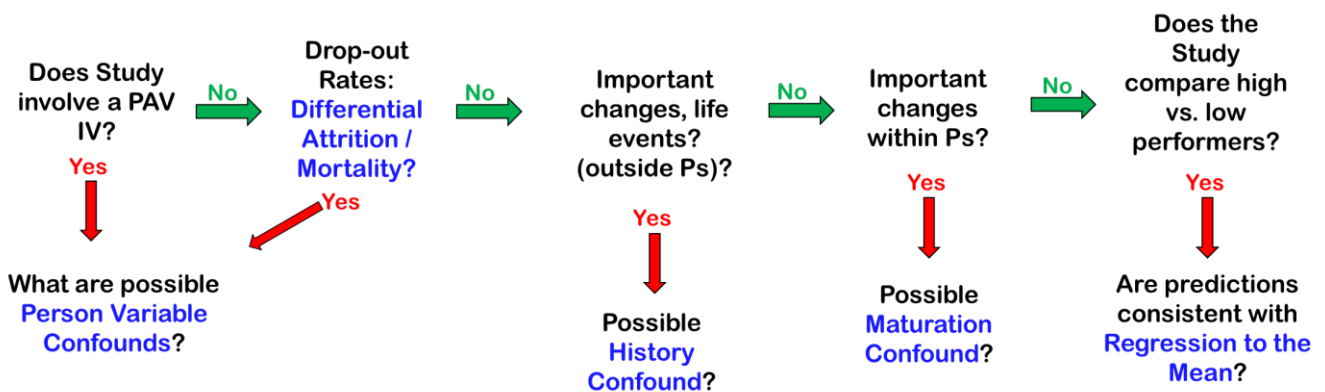 Does Study
involve a PAV
IV?
No
Drop-out
Rates:
Differential
Attrition /
Mortality?
No
Important
changes, life
events?
(outside Ps)?
No
Important
changes
within Ps?
No
Does the
Study
compare high
vs. low
performers?
Yes
Yes
Yes
Yes
Yes
What are possible
Person Variable
Confounds?
Possible
History
Confound?
Possible
Maturation
Confound?
Are predictions
consistent with
Regression to the
Mean?